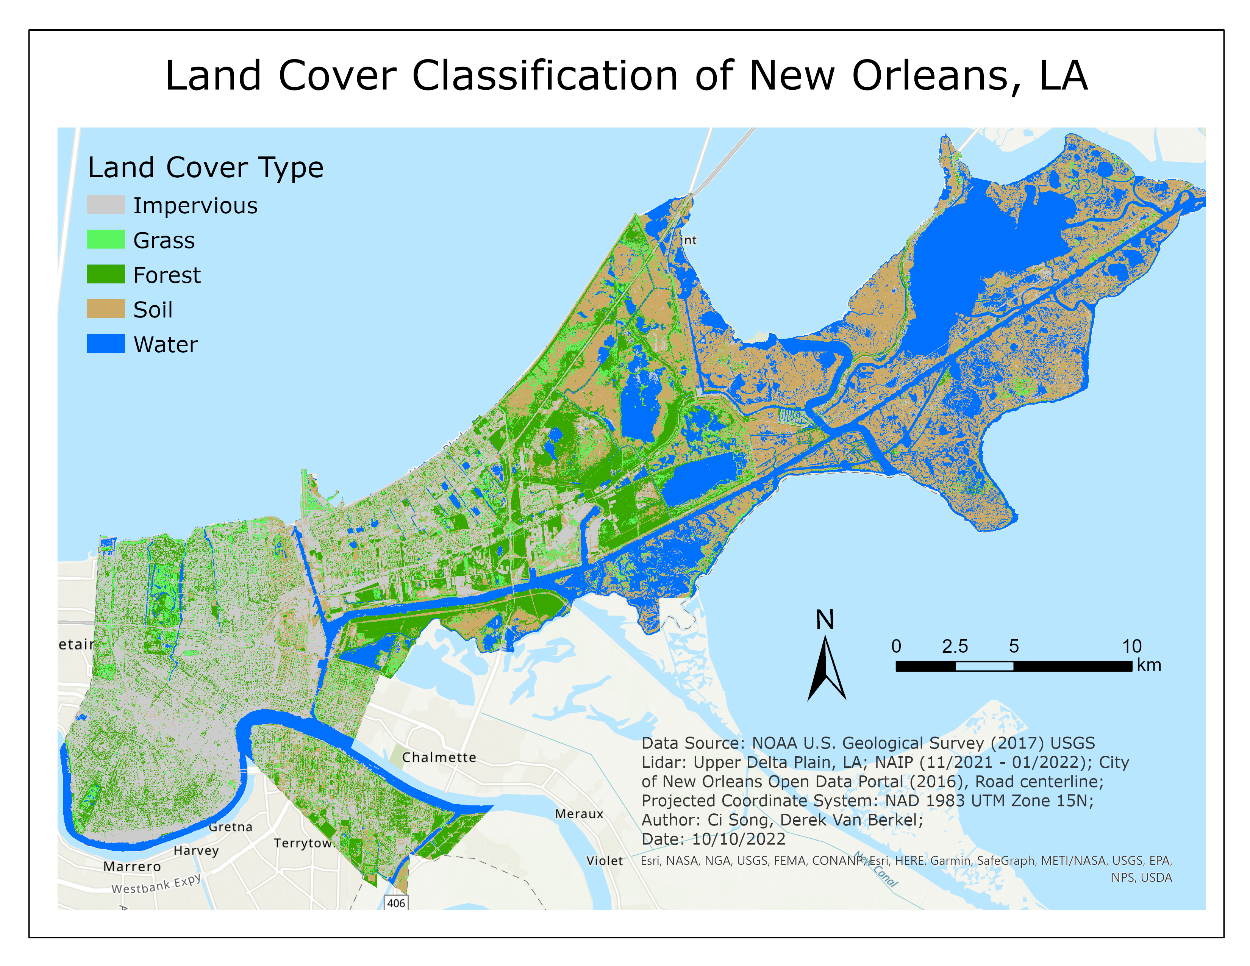 Land Cover Classification of New Orleans, LA
Land Cover Type
Impervious
Grass
Forest
Soil
Water
int
etair
N
0 2.5 5 10
km
Chalmette
Meraux
Violet
Gretna
Harvey
Terrytow
Marrero
Westbank Expy
406
Data Source: NOAA U.S. Geological Survey (2017) USGS
Lidar: Upper Delta Plain, LA; NAIP (11/2021 - 01/2022); City
of New Orleans Open Data Portal (2016), Road centerline;
Projected Coordinate System: NAD 1983 UTM Zone 15N;
Author: Ci Song, Derek Van Berkel;
Date: 10/10/2022
Esri, NASA, NGA, USGS, FEMA, CONANP, Esri, HERE, Garmin, SafeGraph, METI/NASA, USGS, EPA,
NPS, USDA
Canal